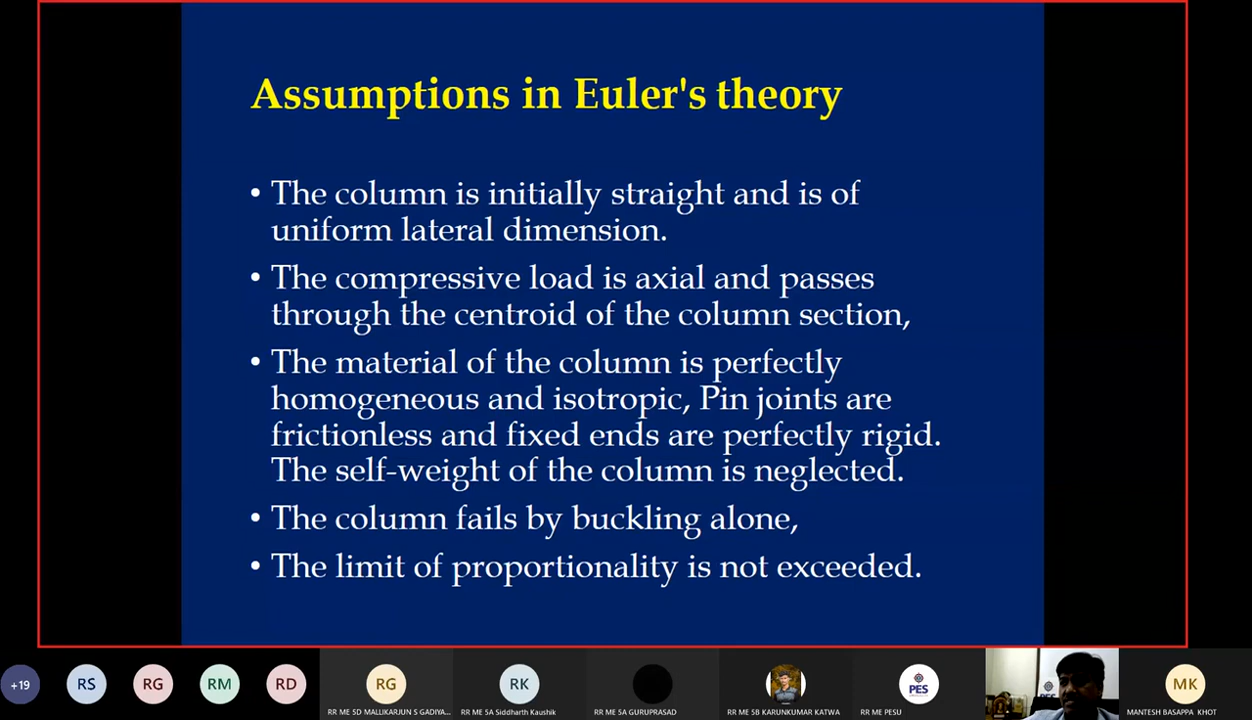 Assumptions in Euler's theory
• The column is initially straight and is of
uniform lateral dimension.
• The compressive load is axial and passes
through the centroid of the column section,
• The material of the column is perfectly
homogeneous and isotropic, Pin joints are
frictionless and fixed ends are perfectly rigid.
The self-weight of the column is neglected.
• The column fails by buckling alone,
• The limit of proportionality is not exceeded.
+19
RS
RG
RM
RD
RG
RK
PES
MK
RR ME 5D MALLIKARJUN S GADIYA...
RR ME 5A Siddharth Kaushik
RR ME 5A GURUPRASAD
RR ME 5B KARUNKUMAR KATWA
RR ME PESU
MANTESH BASAPPA KHOT